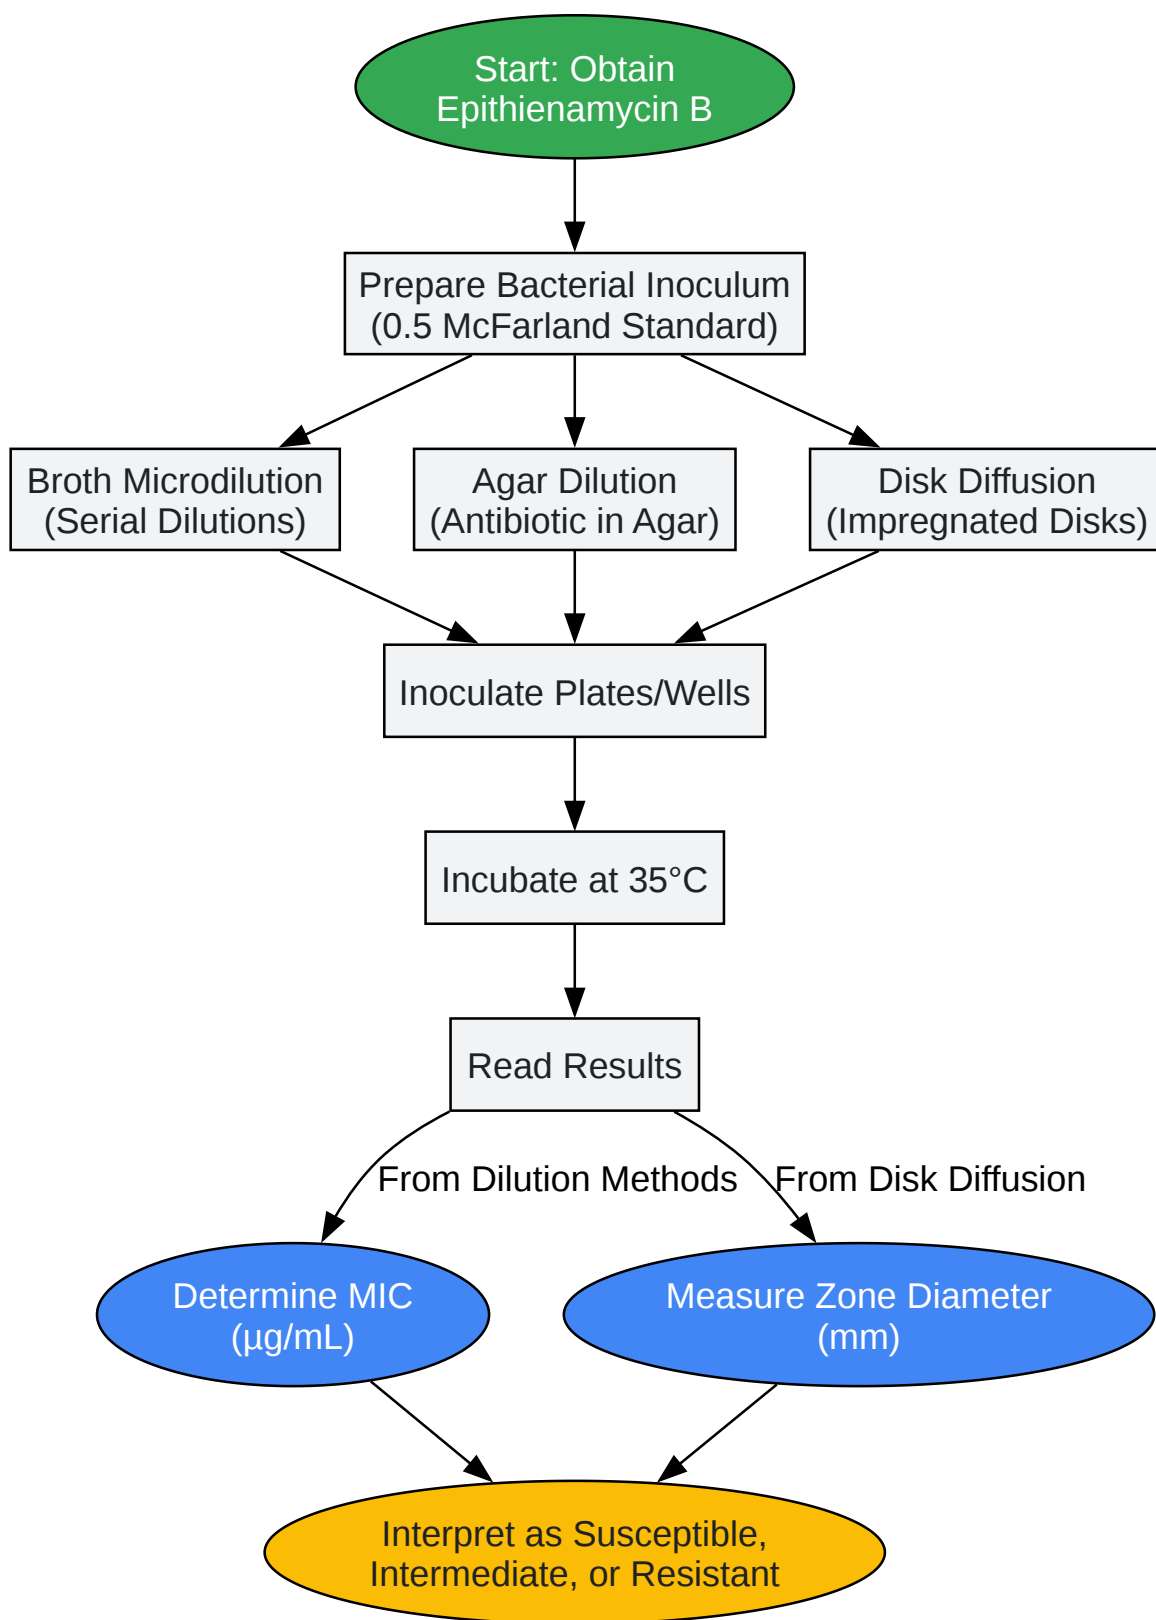 Start: Obtain
Epithienamycin B
Prepare Bacterial Inoculum
(0.5 McFarland Standard)
Broth Microdilution
(Serial Dilutions)
Agar Dilution
(Antibiotic in Agar)
Disk Diffusion
(Impregnated Disks)
Inoculate Plates/Wells
Incubate at 35°C
Read Results
From Dilution Methods
From Disk Diffusion
Determine MIC
(µg/mL)
Measure Zone Diameter
(mm)
Interpret as Susceptible,
Intermediate, or Resistant